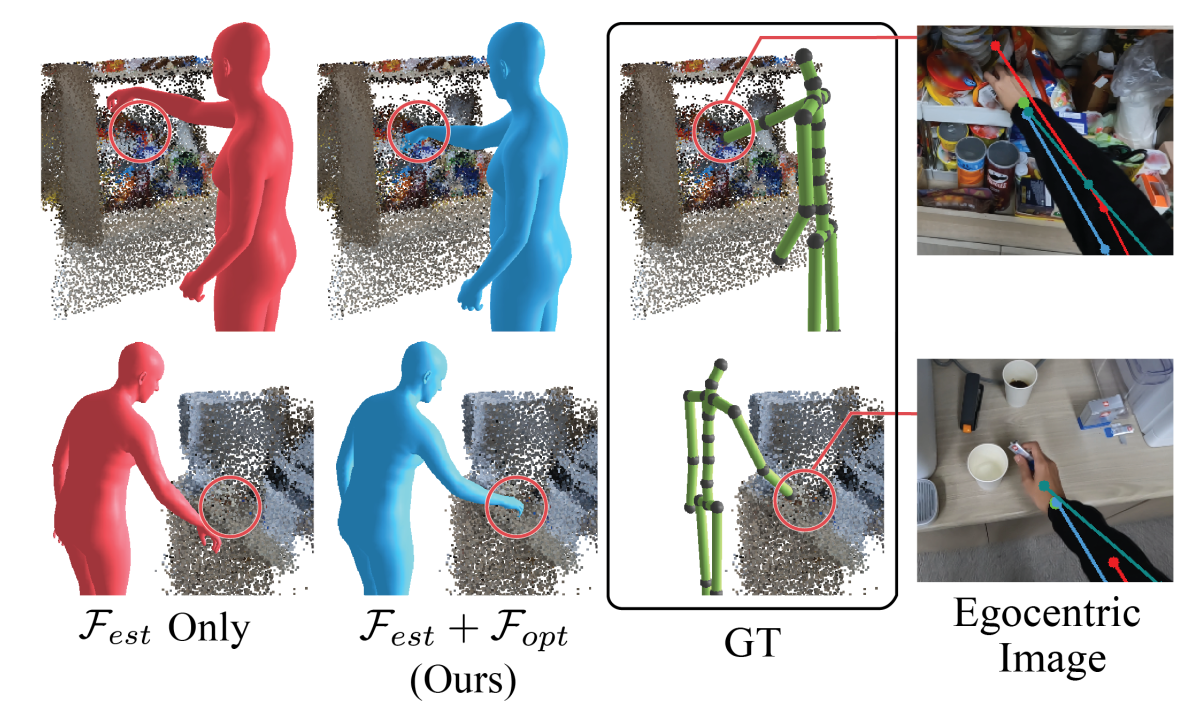 F_est Only
F_est + F_opt
(Ours)
GT
Egocentric
Image